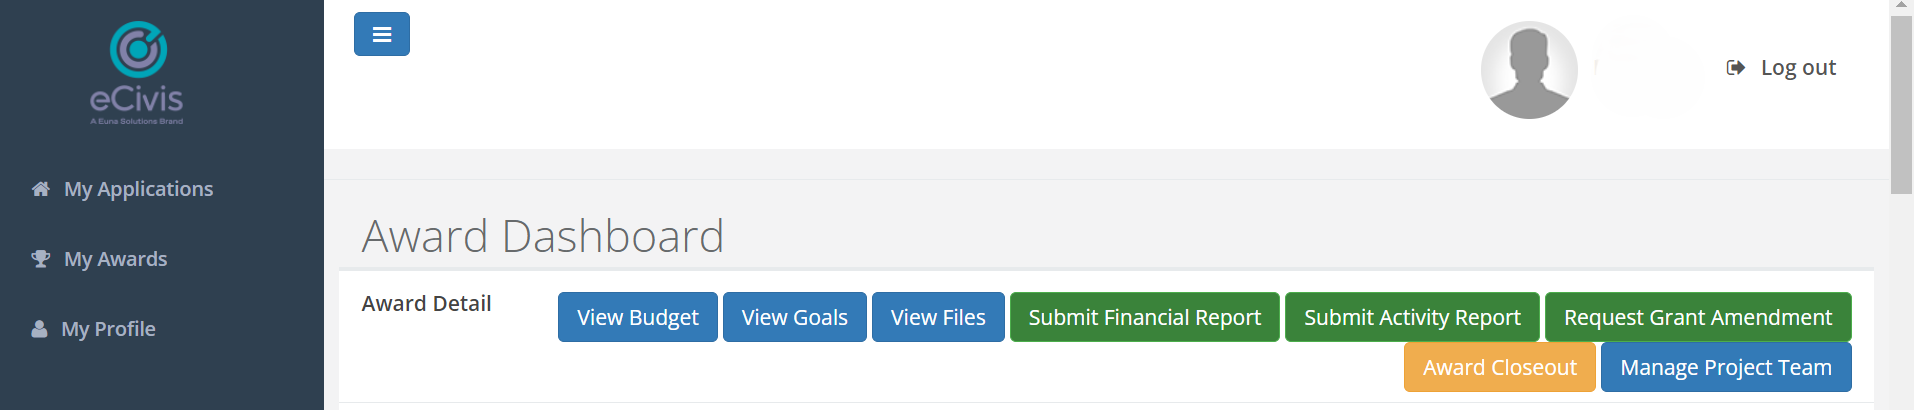 eCivis
A Euna Solutions Brand
My Applications
My Awards
My Profile
Log out
Award Dashboard
Award Detail
View Budget View Goals View Files Submit Financial Report Submit Activity Report Request Grant Amendment
Award Closeout Manage Project Team